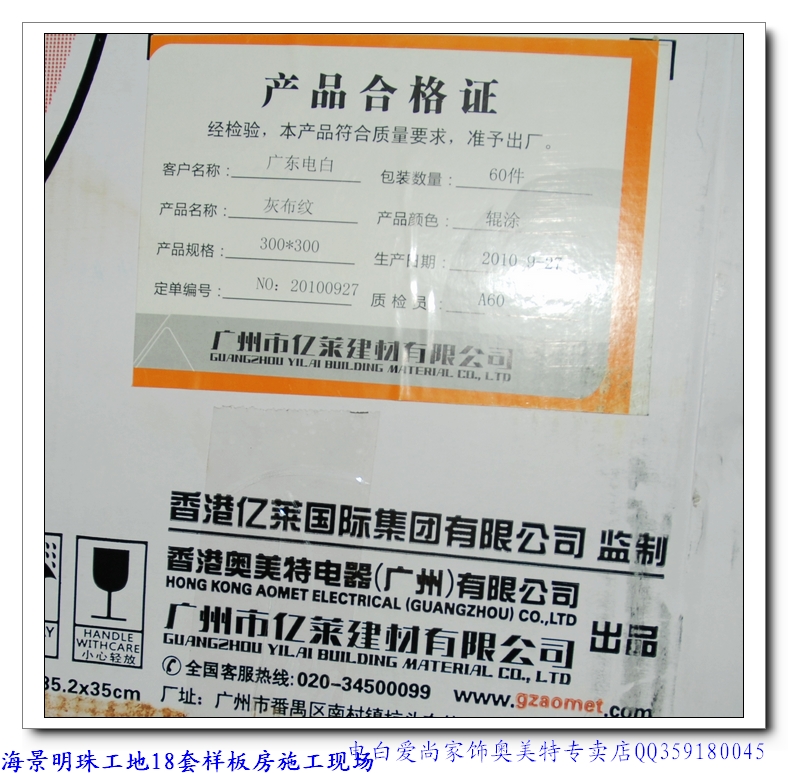 产品合格证
经检验，本产品符合质量要求，准予出厂。
客户名称：广东电白 包装数量：60件
产品名称：灰布纹 产品颜色：辊涂
产品规格：300*300 生产日期：2010 9-27
定单编号：NO：20100927 质检员：A60
广州市亿莱建材有限公司
GUANGZHOU YILAI BUILDING MATERIAL CO., LTD
香港亿莱国际集团有限公司 监制
香港奥美特电器(广州)有限公司
HONG KONG AOMET ELECTRICAL (GUANGZHOU) CO.,LTD
广州市亿莱建材有限公司 出品
GUANGZHOU YILAI BUILDING MATERIAL CO., LTD
HANDLE
WITHCARE
小心轻放
全国客服热线：020-34500099 www.gzaomet.com
35.2x35cm
厂址：广州市番禺区南村镇
海景明珠工地18套样板房施工现场
电白爱尚家饰奥美特专卖店QQ359180045